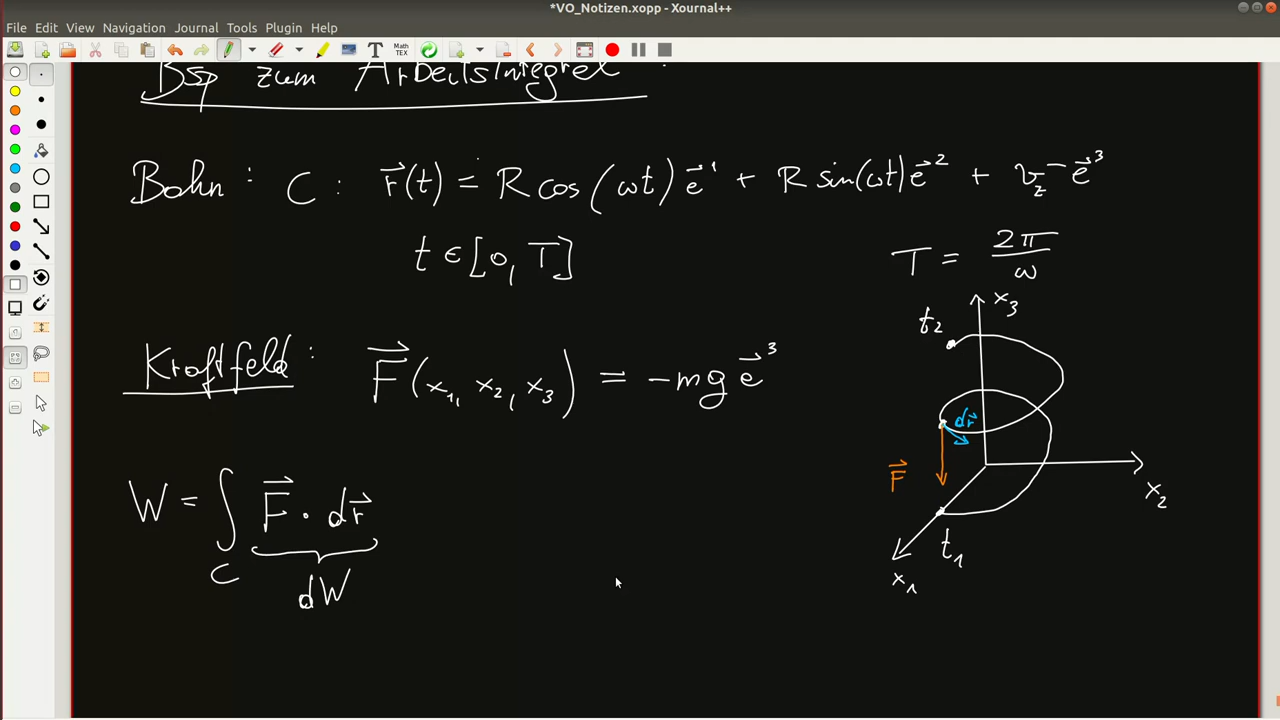 *VO_Notizen.xopp - Xournal++
File Edit View Navigation Journal Tools Plugin Help
Bsp zum Arbeitsintegral :
Bahn : C : r⃗(t) = R cos(ωt) e⃗¹ + R sin(ωt) e⃗² + v_z e⃗³
t ∈ [0, T]
T = 2π/ω
Kraftfeld : F⃗(x₁, x₂, x₃) = -mg e⃗³
W = ∫_C F⃗ · dr⃗
dW
x₃
t₂
dr⃗
F⃗
x₂
t₁
x₁